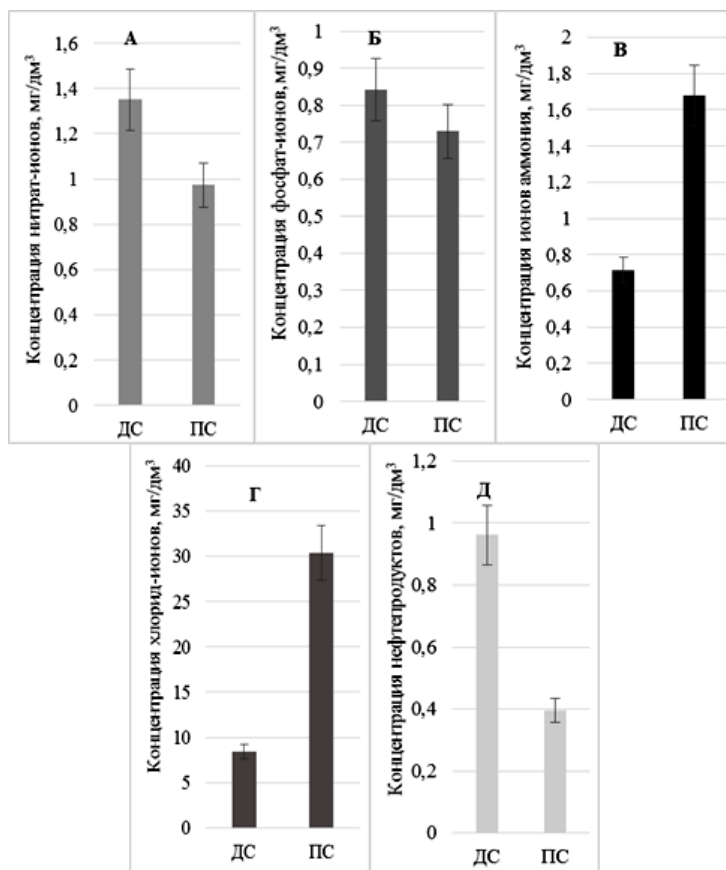 А
Концентрация нитрат-ионов, мг/дм³
1,6
1,4
1,2
1
0,8
0,6
0,4
0,2
0
ДС
ПС
Б
Концентрация фосфат-ионов, мг/дм³
1
0,9
0,8
0,7
0,6
0,5
0,4
0,3
0,2
0,1
0
ДС
ПС
В
Концентрация ионов аммония, мг/дм³
2
1,8
1,6
1,4
1,2
1
0,8
0,6
0,4
0,2
0
ДС
ПС
Г
Концентрация хлорид-ионов, мг/дм³
40
35
30
25
20
15
10
5
0
ДС
ПС
Д
Концентрация нефтепродуктов, мг/дм³
1,2
1
0,8
0,6
0,4
0,2
0
ДС
ПС